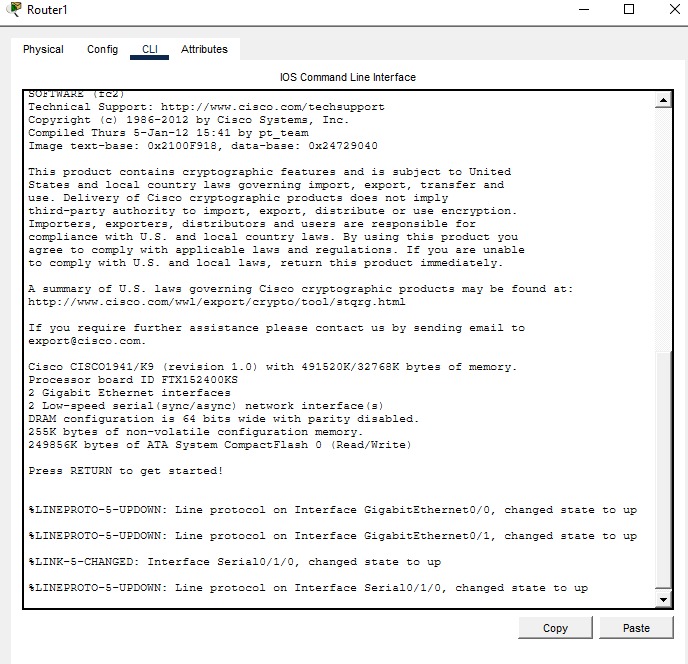 Router1
Physical Config CLI Attributes
IOS Command Line Interface
SOFTWARE (fc2)
Technical Support: http://www.cisco.com/techsupport
Copyright (c) 1986-2012 by Cisco Systems, Inc.
Compiled Thurs 5-Jan-12 15:41 by pt_team
Image text-base: 0x2100F918, data-base: 0x24729040
This product contains cryptographic features and is subject to United
States and local country laws governing import, export, transfer and
use. Delivery of Cisco cryptographic products does not imply
third-party authority to import, export, distribute or use encryption.
Importers, exporters, distributors and users are responsible for
compliance with U.S. and local country laws. By using this product you
agree to comply with applicable laws and regulations. If you are unable
to comply with U.S. and local laws, return this product immediately.
A summary of U.S. laws governing Cisco cryptographic products may be found at:
http://www.cisco.com/wwl/export/crypto/tool/stqrg.html
If you require further assistance please contact us by sending email to
export@cisco.com.
Cisco CISCO1941/K9 (revision 1.0) with 491520K/32768K bytes of memory.
Processor board ID FTX152400KS
2 Gigabit Ethernet interfaces
2 Low-speed serial(sync/async) network interface(s)
DRAM configuration is 64 bits wide with parity disabled.
255K bytes of non-volatile configuration memory.
249856K bytes of ATA System CompactFlash 0 (Read/Write)
Press RETURN to get started!
%LINEPROTO-5-UPDOWN: Line protocol on Interface GigabitEthernet0/0, changed state to up
%LINEPROTO-5-UPDOWN: Line protocol on Interface GigabitEthernet0/1, changed state to up
%LINK-5-CHANGED: Interface Serial0/1/0, changed state to up
%LINEPROTO-5-UPDOWN: Line protocol on Interface Serial0/1/0, changed state to up
Copy Paste